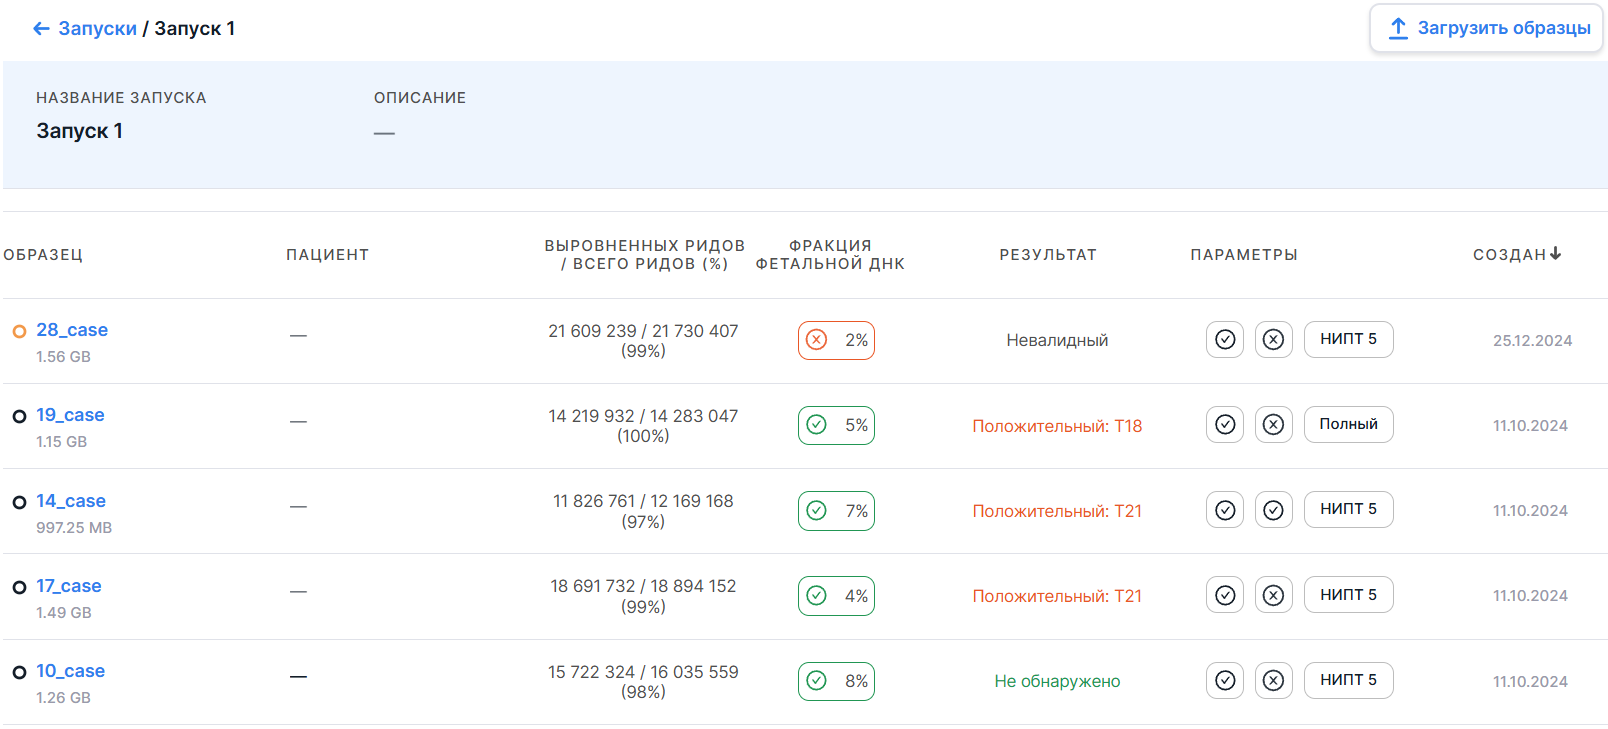 ← Запуски / Запуск 1
Загрузить образцы
НАЗВАНИЕ ЗАПУСКА
ОПИСАНИЕ
Запуск 1
—
ОБРАЗЕЦ
ПАЦИЕНТ
ВЫРОВНЕННЫХ РИДОВ
/ ВСЕГО РИДОВ (%)
ФРАКЦИЯ
ФЕТАЛЬНОЙ ДНК
РЕЗУЛЬТАТ
ПАРАМЕТРЫ
СОЗДАН↓
28_case
1.56 GB
—
21 609 239 / 21 730 407
(99%)
2%
Невалидный
НИПТ 5
25.12.2024
19_case
1.15 GB
—
14 219 932 / 14 283 047
(100%)
5%
Положительный: T18
Полный
11.10.2024
14_case
997.25 MB
—
11 826 761 / 12 169 168
(97%)
7%
Положительный: T21
НИПТ 5
11.10.2024
17_case
1.49 GB
—
18 691 732 / 18 894 152
(99%)
4%
Положительный: T21
НИПТ 5
11.10.2024
10_case
1.26 GB
—
15 722 324 / 16 035 559
(98%)
8%
Не обнаружено
НИПТ 5
11.10.2024